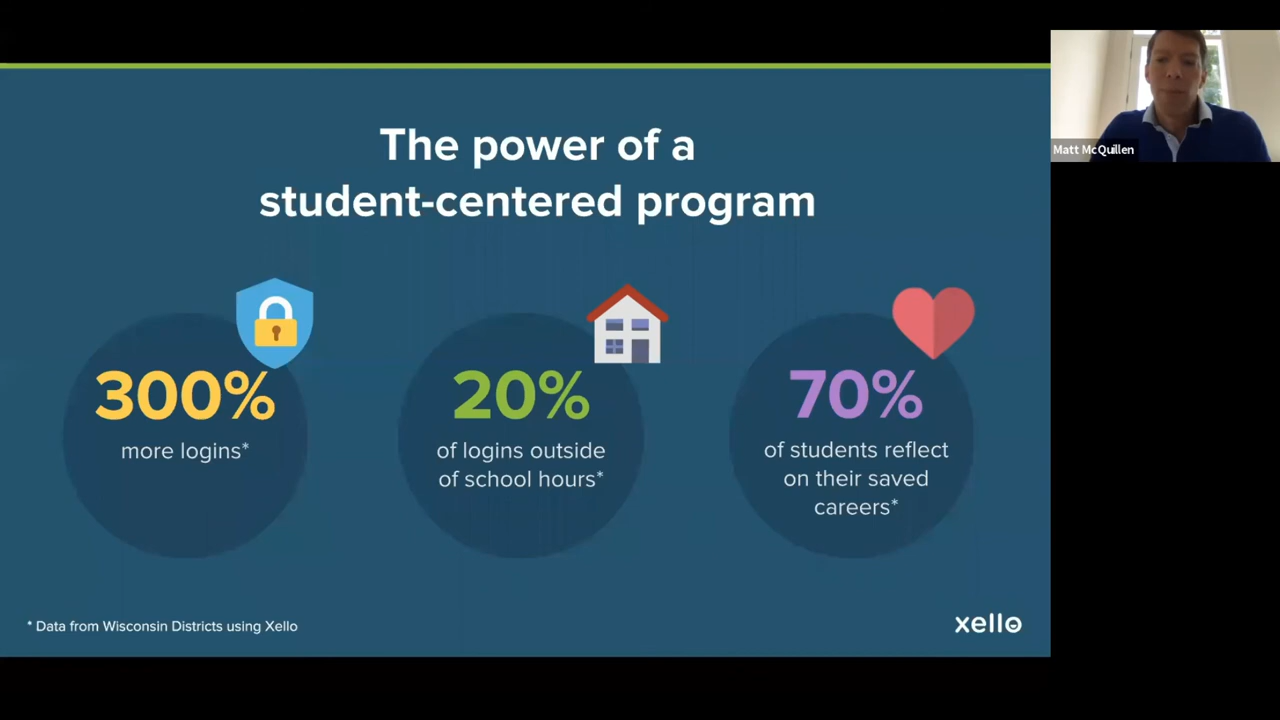 The power of a
student-centered program
300%
more logins*
20%
of logins outside
of school hours*
70%
of students reflect
on their saved
careers*
* Data from Wisconsin Districts using Xello
xello
Matt McQuillen